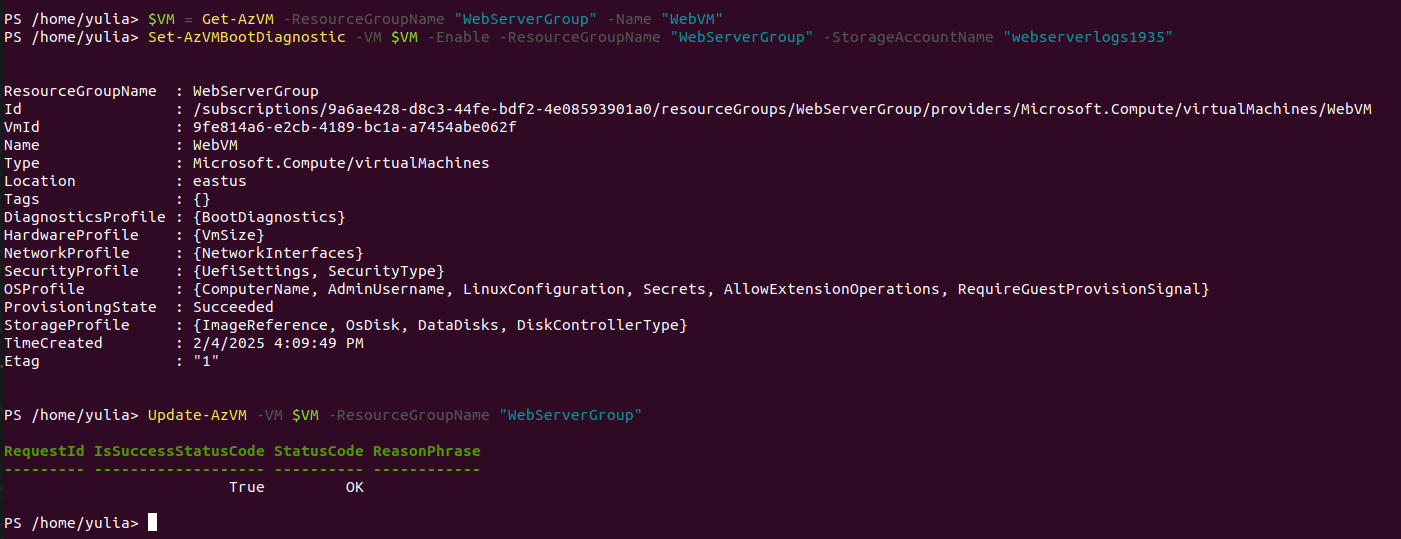 PS /home/yulia> $VM = Get-AzVM -ResourceGroupName "WebServerGroup" -Name "WebVM"
PS /home/yulia> Set-AzVMBootDiagnostic -VM $VM -Enable -ResourceGroupName "WebServerGroup" -StorageAccountName "webserverlogs1935"
ResourceGroupName  : WebServerGroup
Id                 : /subscriptions/9a6ae428-d8c3-44fe-bdf2-4e08593901a0/resourceGroups/WebServerGroup/providers/Microsoft.Compute/virtualMachines/WebVM
VmId               : 9fe814a6-e2cb-4189-bc1a-a7454abe062f
Name               : WebVM
Type               : Microsoft.Compute/virtualMachines
Location           : eastus
Tags               : {}
DiagnosticsProfile : {BootDiagnostics}
HardwareProfile    : {VmSize}
NetworkProfile     : {NetworkInterfaces}
SecurityProfile    : {UefiSettings, SecurityType}
OSProfile          : {ComputerName, AdminUsername, LinuxConfiguration, Secrets, AllowExtensionOperations, RequireGuestProvisionSignal}
ProvisioningState  : Succeeded
StorageProfile     : {ImageReference, OsDisk, DataDisks, DiskControllerType}
TimeCreated        : 2/4/2025 4:09:49 PM
Etag               : "1"
PS /home/yulia> Update-AzVM -VM $VM -ResourceGroupName "WebServerGroup"
RequestId IsSuccessStatusCode StatusCode ReasonPhrase
--------- ------------------- ---------- ------------
                         True         OK
PS /home/yulia>